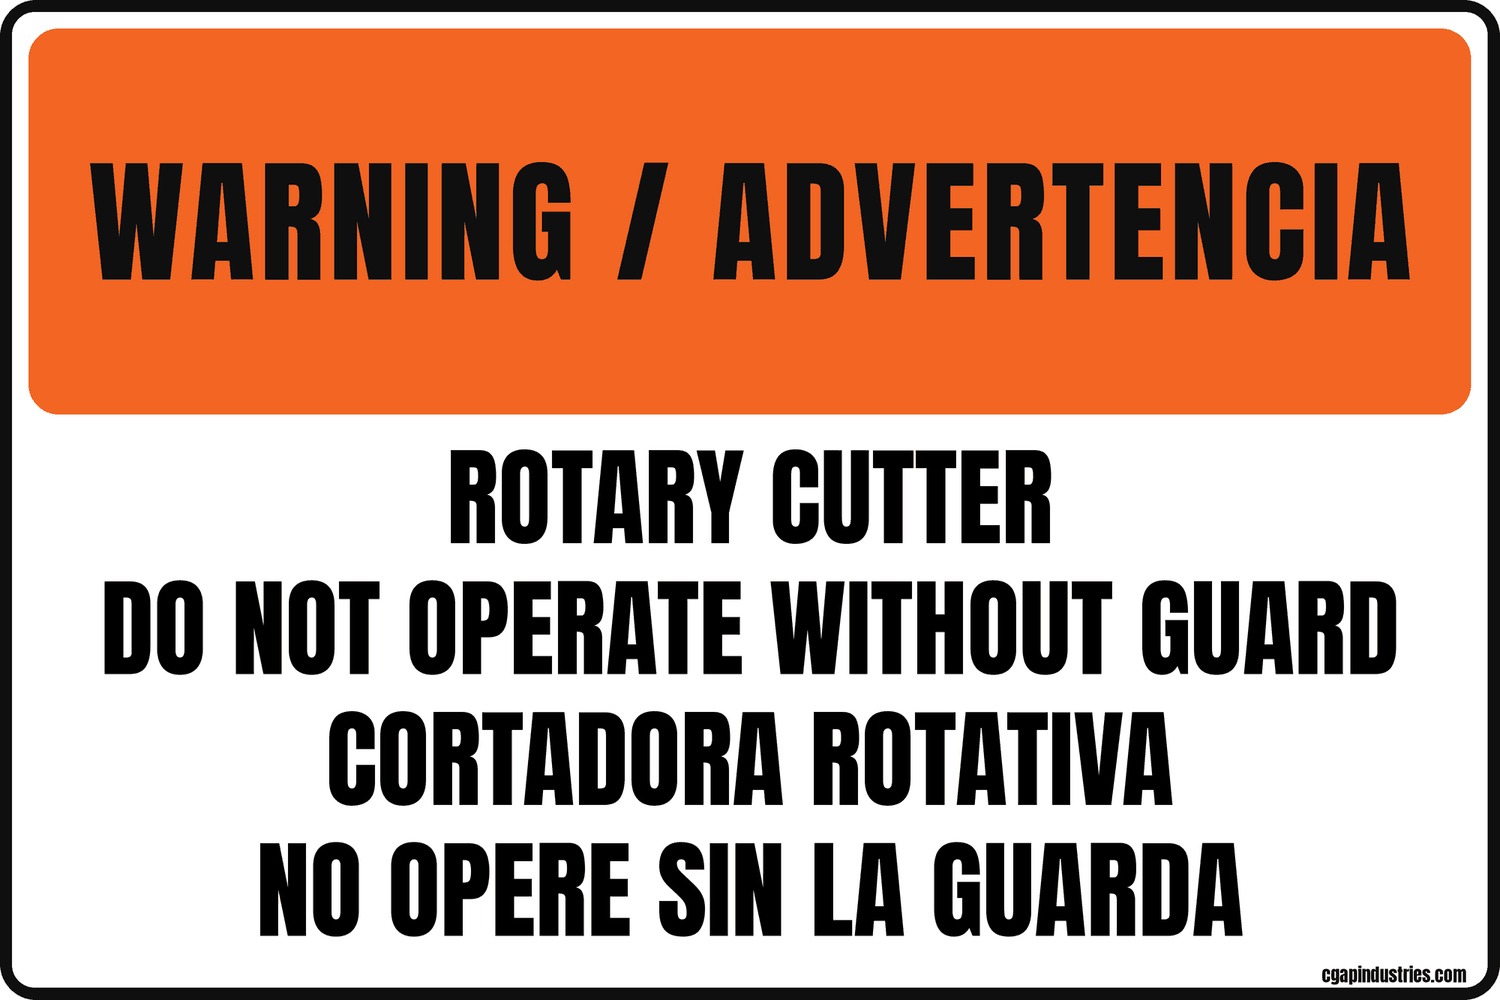 WARNING / ADVERTENCIA
ROTARY CUTTER
DO NOT OPERATE WITHOUT GUARD
CORTADORA ROTATIVA
NO OPERE SIN LA GUARDA
cgapindustries.com